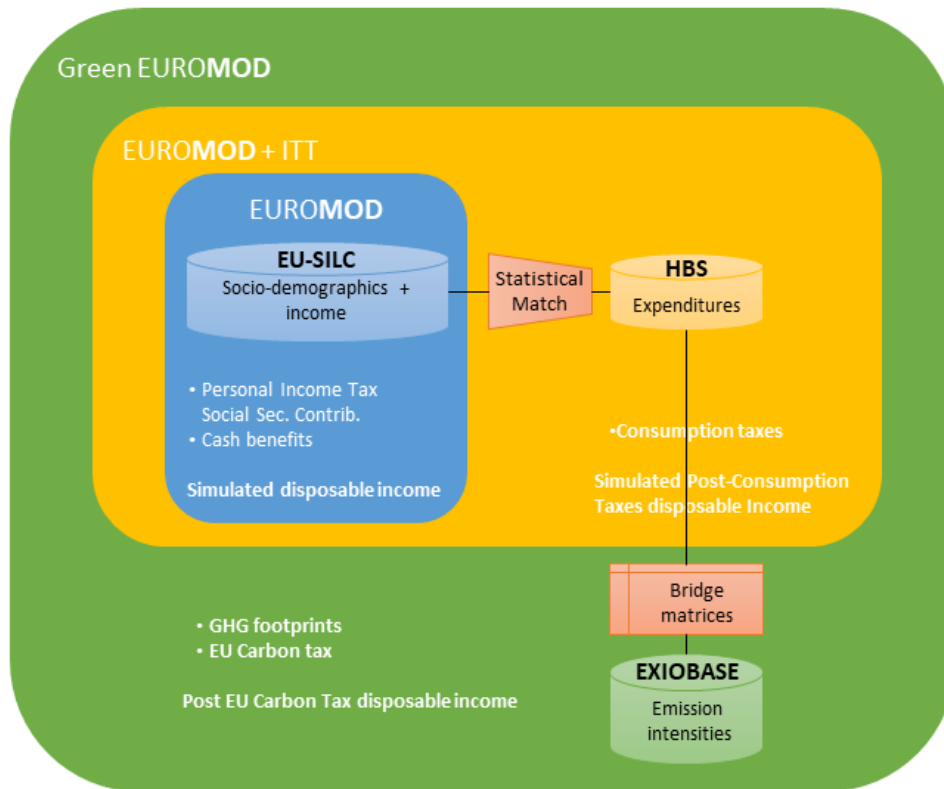 Green EUROMOD
EUROMOD + ITT
EUROMOD
EU-SILC
Socio-demographics +
income
Statistical
Match
HBS
Expenditures
• Personal Income Tax
Social Sec. Contrib.
• Cash benefits
Simulated disposable income
•Consumption taxes
Simulated Post-Consumption
Taxes disposable Income
Bridge
matrices
• GHG footprints
• EU Carbon tax
Post EU Carbon Tax disposable income
EXIOBASE
Emission
intensities